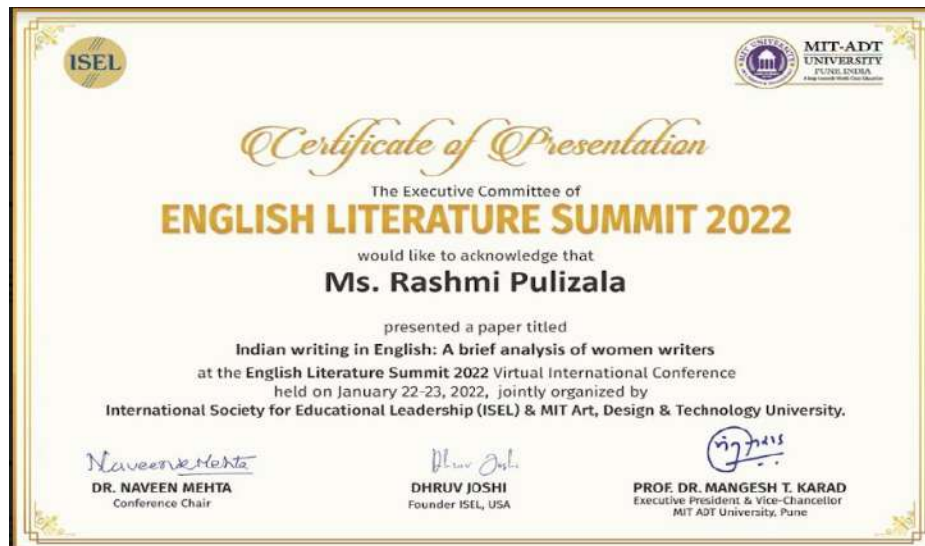 ISEL
MIT-ADT
UNIVERSITY
PUNE, INDIA
Certificate of Presentation
The Executive Committee of
ENGLISH LITERATURE SUMMIT 2022
would like to acknowledge that
Ms. Rashmi Pulizala
presented a paper titled
Indian writing in English: A brief analysis of women writers
at the English Literature Summit 2022 Virtual International Conference
held on January 22-23, 2022, jointly organized by
International Society for Educational Leadership (ISEL) & MIT Art, Design & Technology University.
Naveen Mehta
Dhruv Joshi
DR. NAVEEN MEHTA
Conference Chair
DHRUV JOSHI
Founder ISEL, USA
PROF. DR. MANGESH T. KARAD
Executive President & Vice-Chancellor
MIT ADT University, Pune